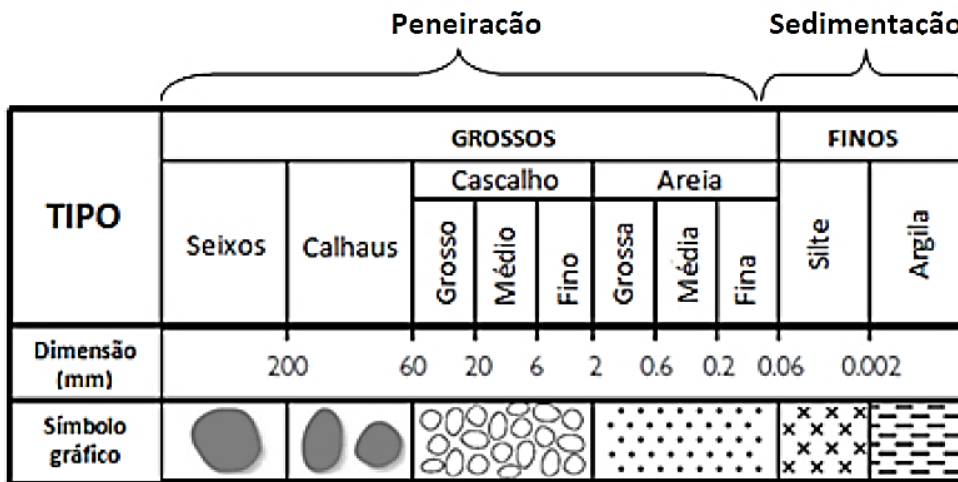 Peneiração Sedimentação
TIPO
GROSSOS FINOS
Seixos
Calhaus
Cascalho
Grosso
Médio
Fino
Areia
Grossa
Média
Fina
Silte
Argila
Dimensão
(mm)
200 60 20 6 2 0.6 0.2 0.06 0.002
Símbolo
gráfico